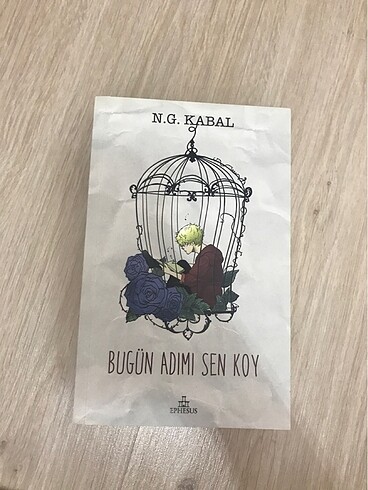 N.G. KABAL
BUGÜN ADIMI SEN KOY
EPHESUS